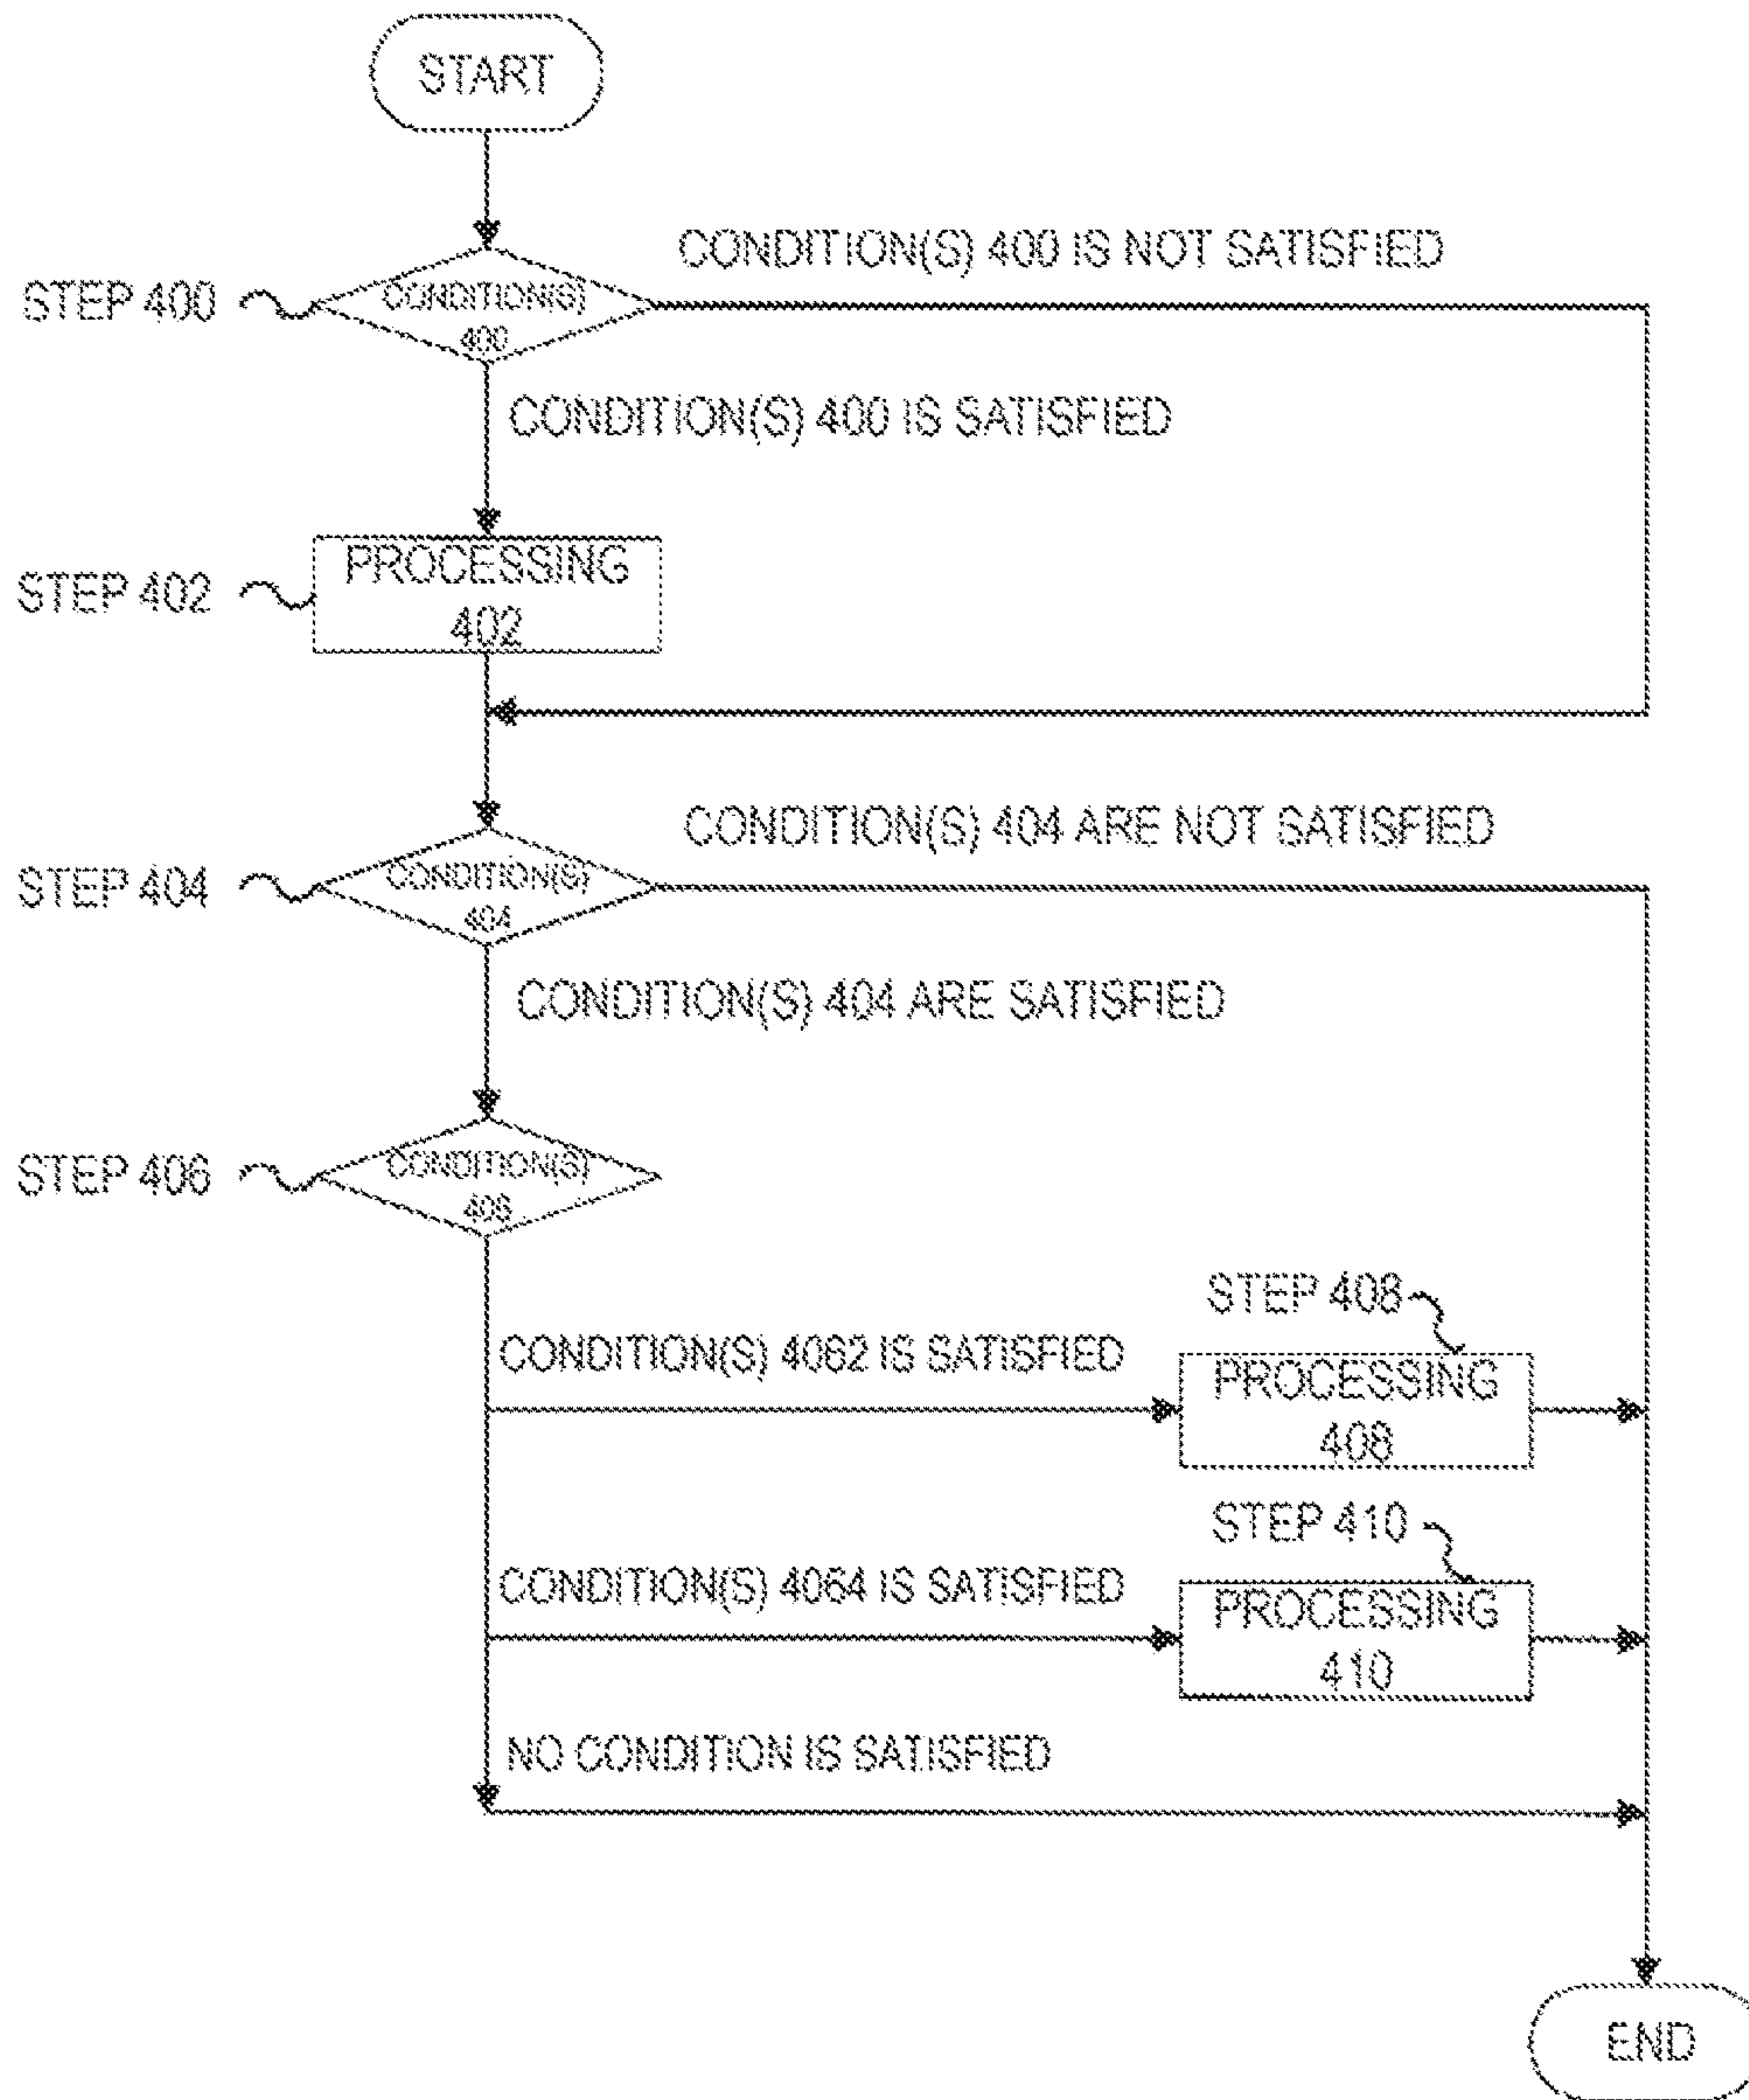 START
CONDITION(S) 400 IS NOT SATISFIED
STEP 400
CONDITION(S)
400
CONDITION(S) 400 IS SATISFIED
STEP 402
PROCESSING
402
CONDITION(S) 404 ARE NOT SATISFIED
STEP 404
CONDITION(S)
404
CONDITION(S) 404 ARE SATISFIED
STEP 406
CONDITION(S)
406
STEP 408
CONDITION(S) 4062 IS SATISFIED
PROCESSING
408
STEP 410
CONDITION(S) 4064 IS SATISFIED
PROCESSING
410
NO CONDITION IS SATISFIED
END